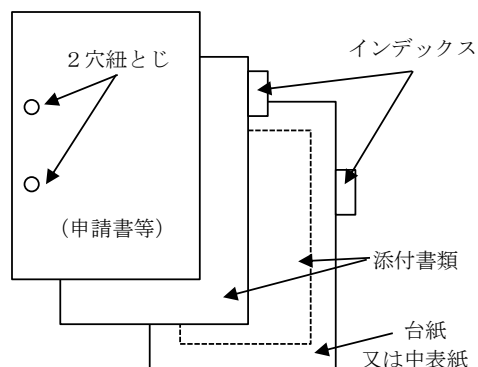 2穴紐とじ
インデックス
(申請書等)
添付書類
台紙
又は中表紙